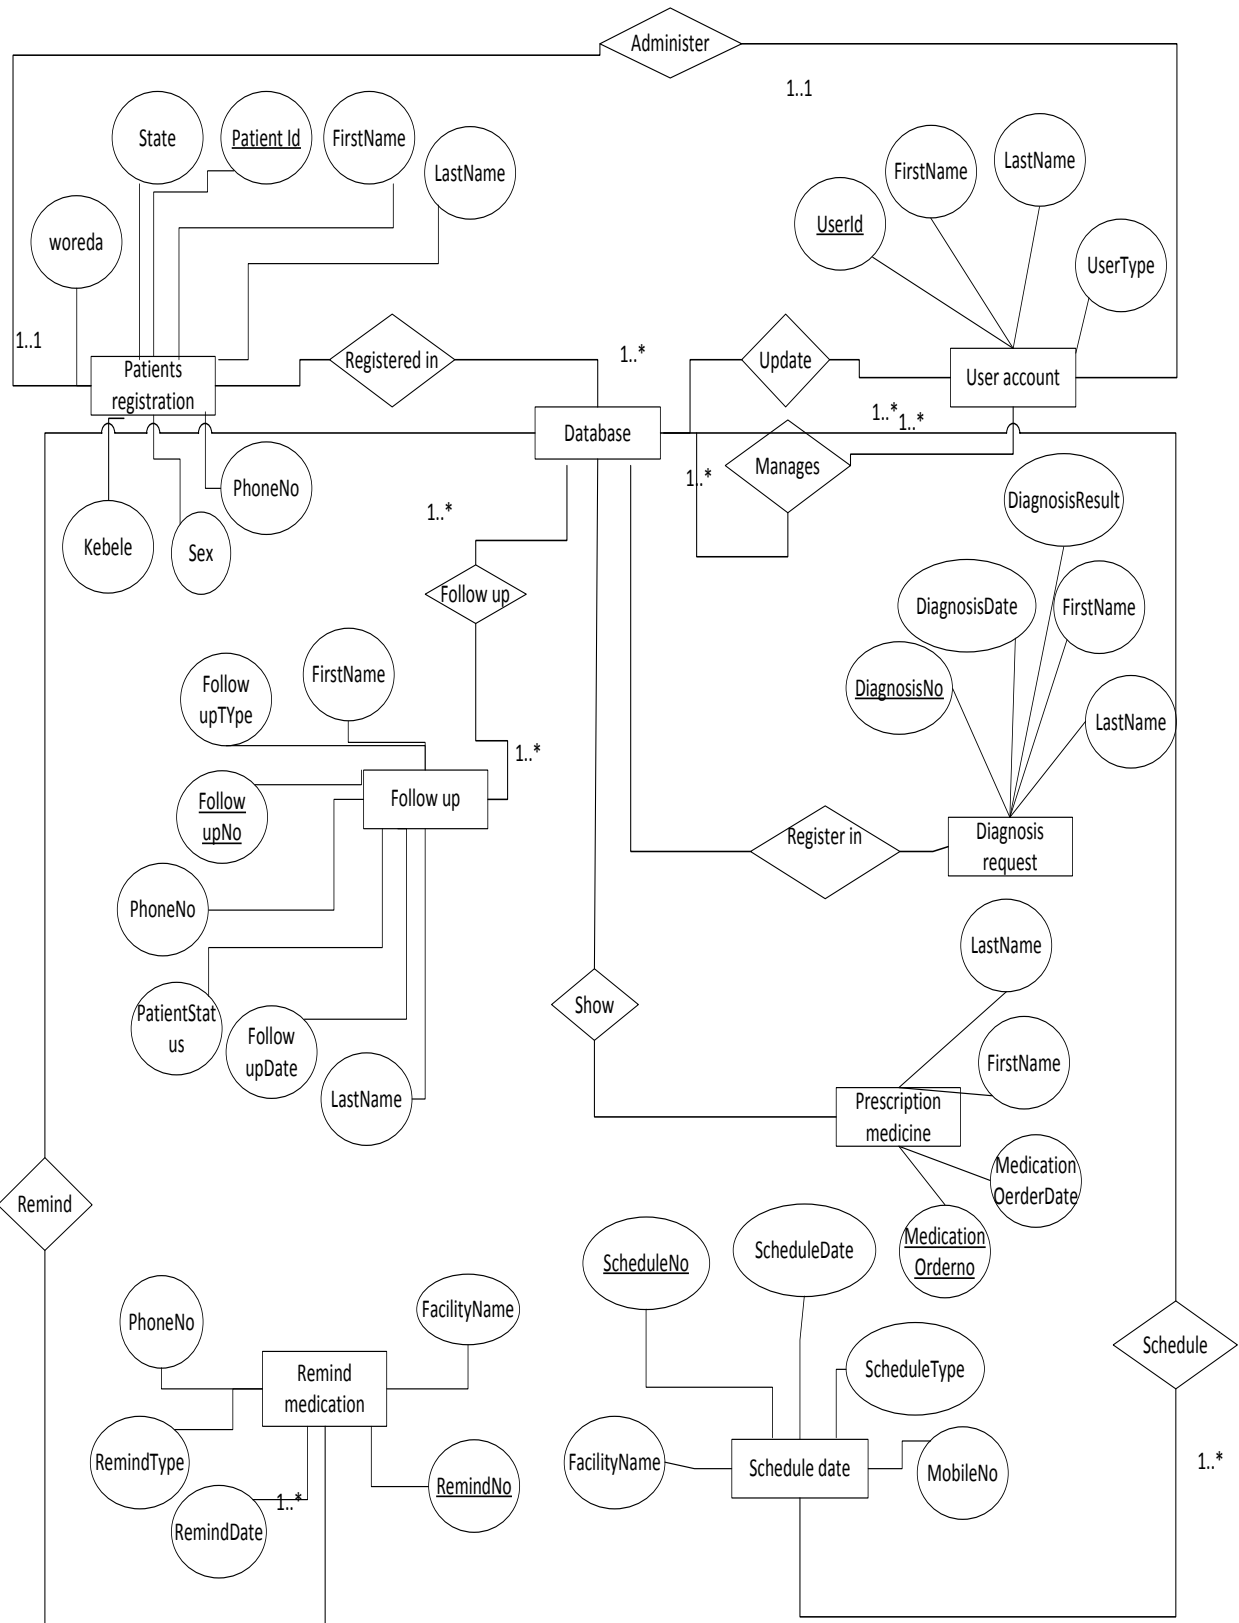 Administer
1..1
State
Patient Id
FirstName
LastName
woreda
FirstName
LastName
UserId
UserType
1..1
Patients
registration
Registered in
1..*
Update
User account
1..*
1..*
Database
Manages
1..*
PhoneNo
Kebele
Sex
1..*
DiagnosisResult
Follow up
DiagnosisDate
FirstName
DiagnosisNo
LastName
FirstName
Follow
upTYpe
1..*
Follow
upNo
Follow up
Register in
Diagnosis
request
PhoneNo
LastName
PatientStat
us
Follow
upDate
LastName
Show
FirstName
Prescription
medicine
Medication
OerderDate
Medication
Orderno
Remind
ScheduleNo
ScheduleDate
PhoneNo
FacilityName
Schedule
ScheduleType
Remind
medication
RemindType
RemindDate
1..*
RemindNo
FacilityName
Schedule date
MobileNo
1..*